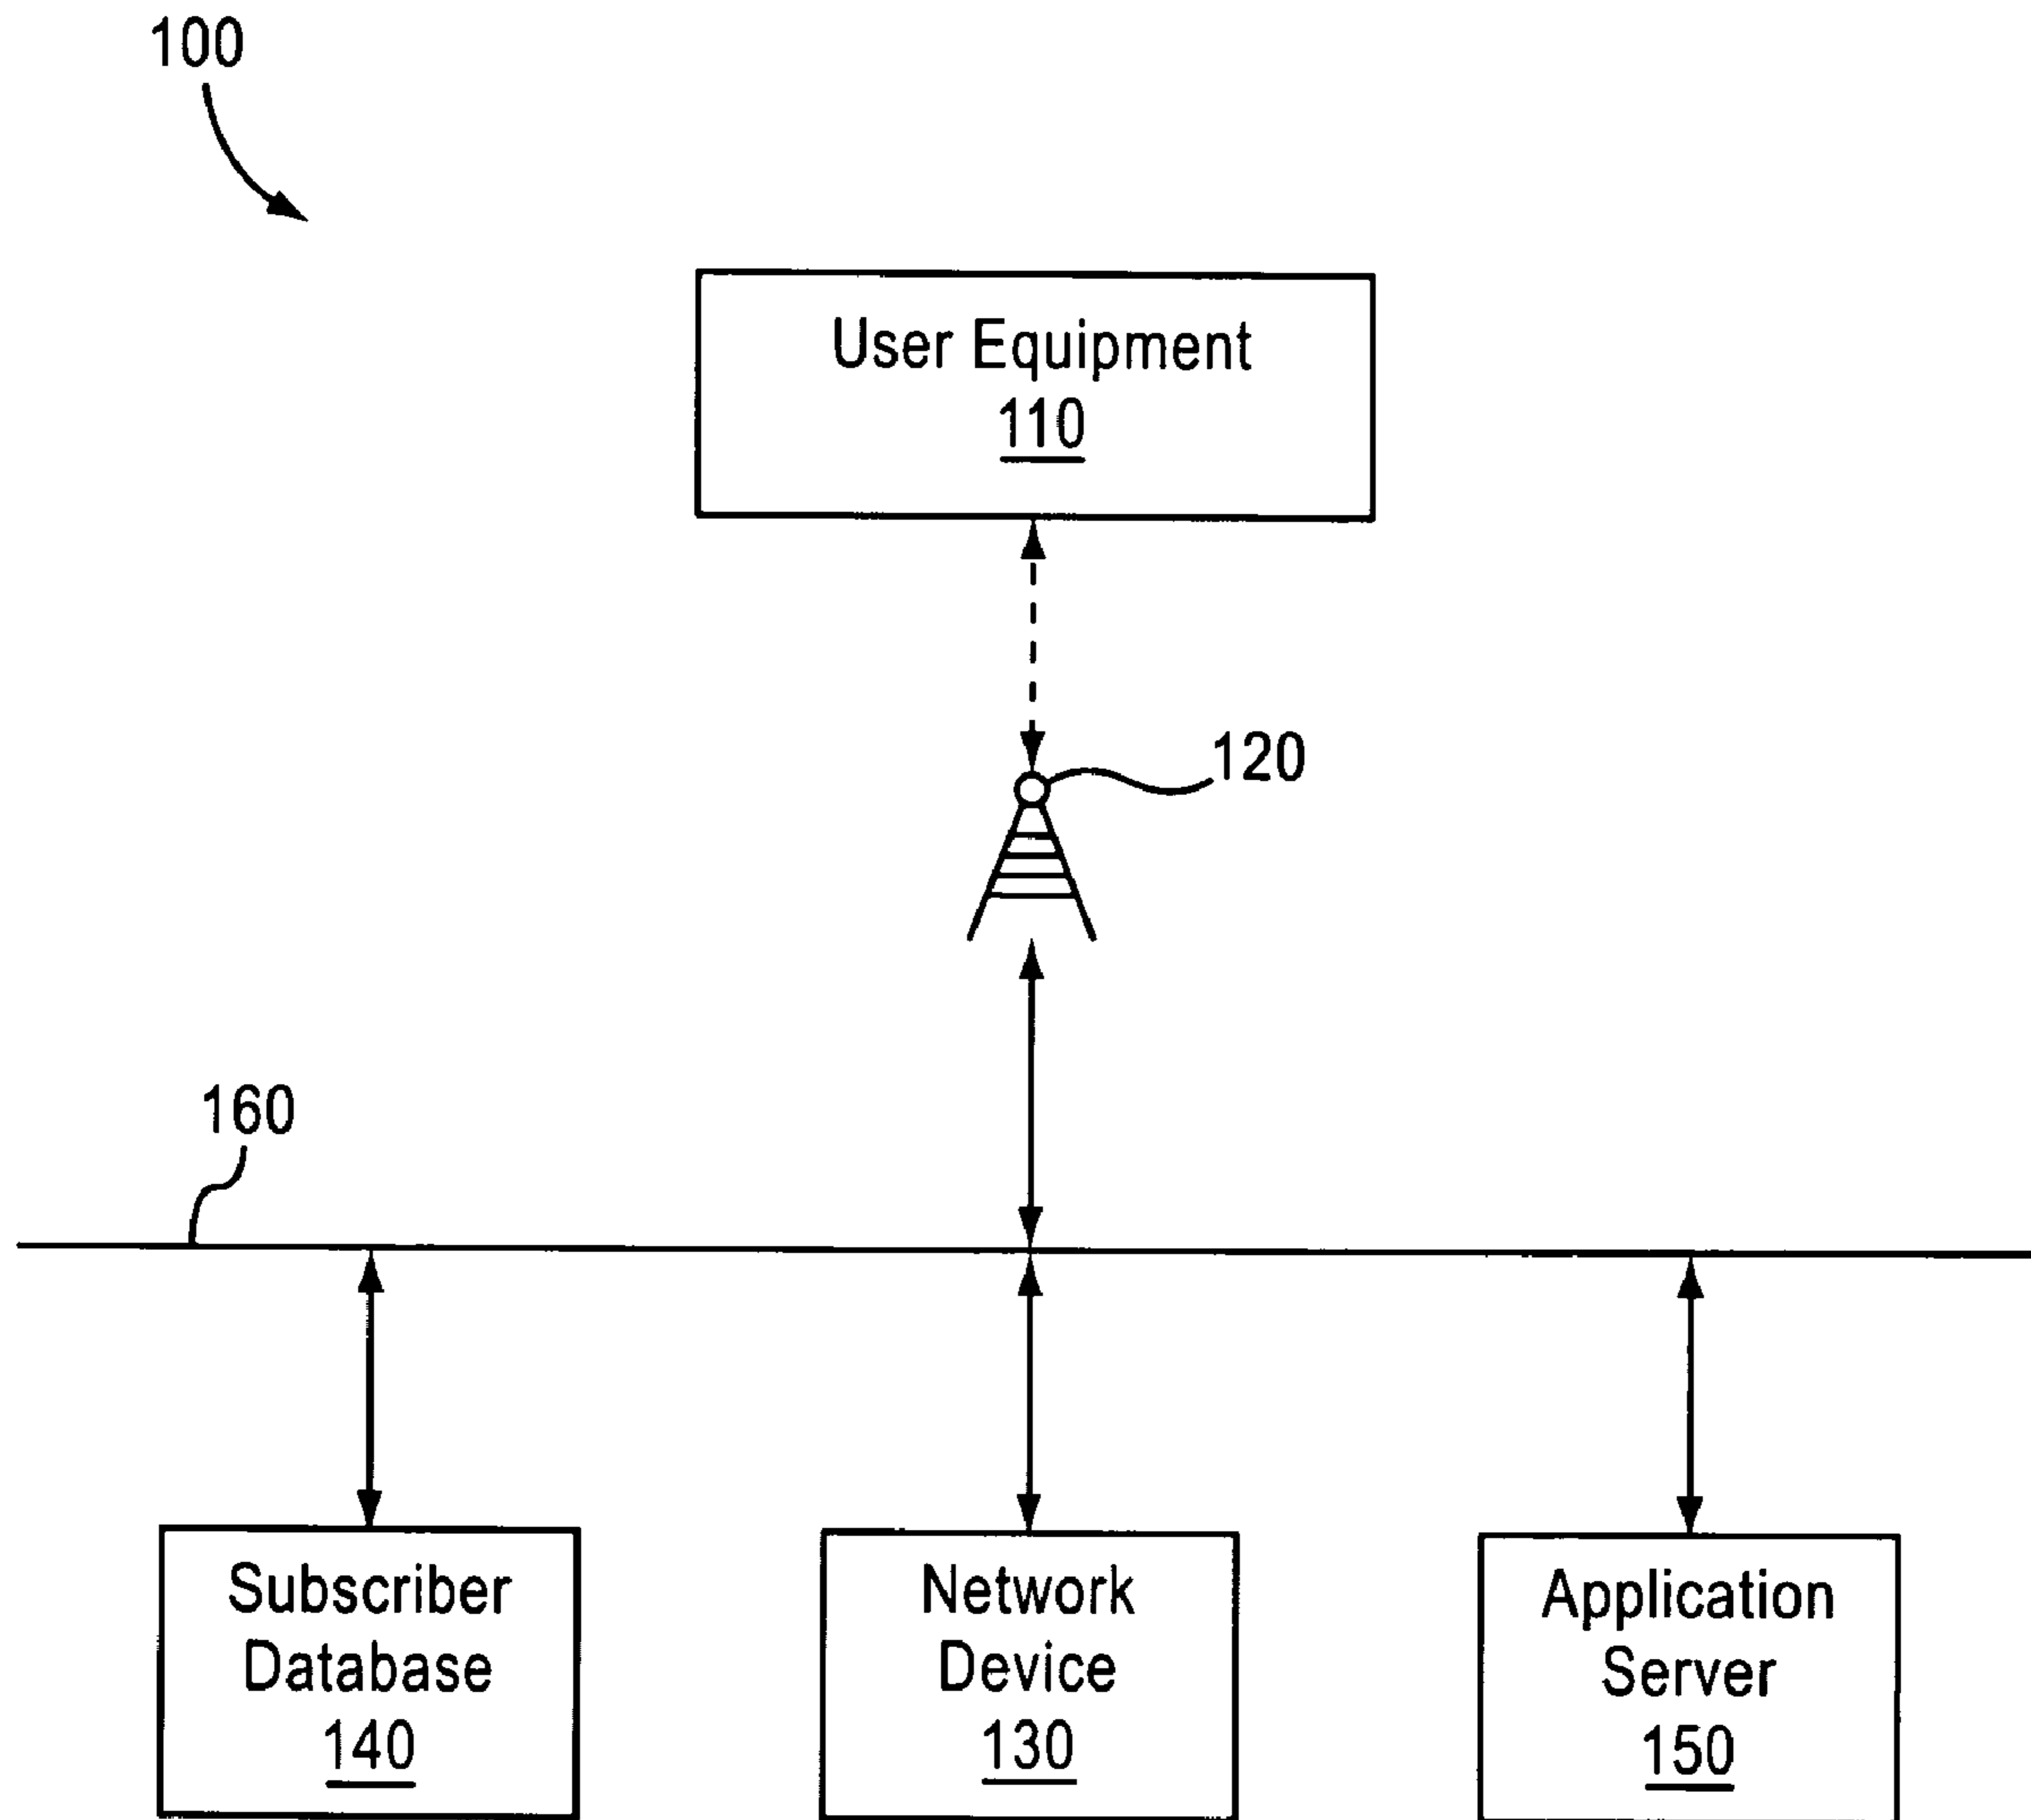 100
User Equipment
110
120
160
Subscriber
Database
140
Network
Device
130
Application
Server
150